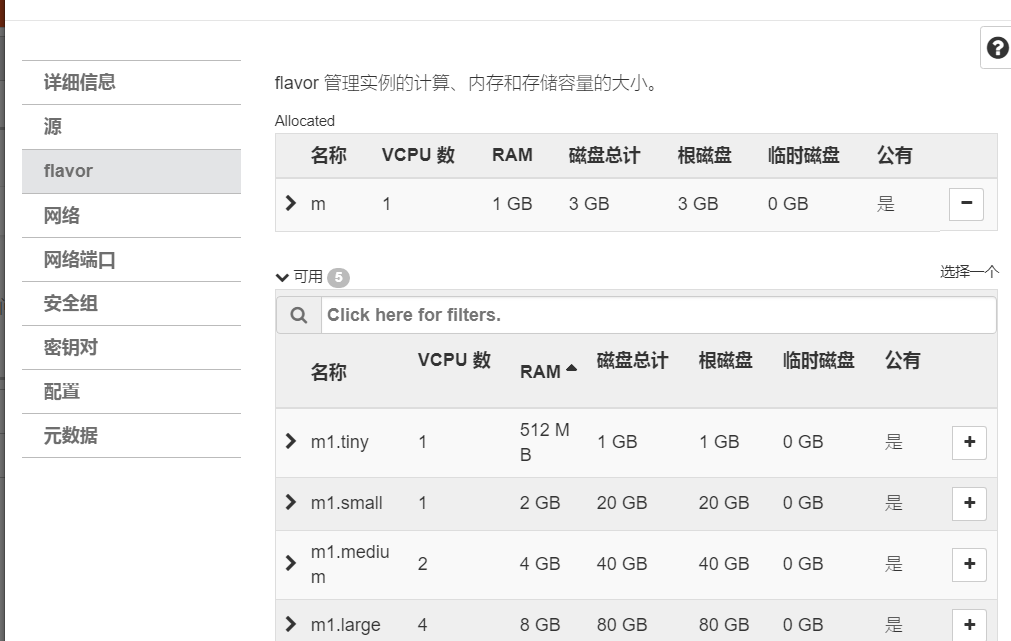 详细信息
源
flavor
网络
网络端口
安全组
密钥对
配置
元数据
flavor 管理实例的计算、内存和存储容量的大小。
Allocated
名称 VCPU 数 RAM 磁盘总计 根磁盘 临时磁盘 公有
m 1 1 GB 3 GB 3 GB 0 GB 是
可用 5 选择一个
Click here for filters.
名称 VCPU 数 RAM 磁盘总计 根磁盘 临时磁盘 公有
m1.tiny 1 512 M
B 1 GB 1 GB 0 GB 是
m1.small 1 2 GB 20 GB 20 GB 0 GB 是
m1.mediu
m 2 4 GB 40 GB 40 GB 0 GB 是
m1.large 4 8 GB 80 GB 80 GB 0 GB 是